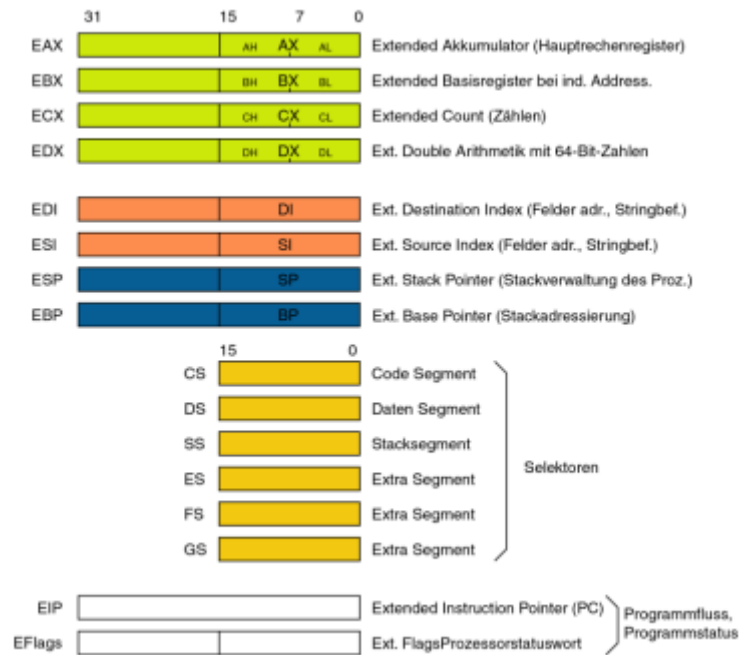 31 15 7 0
EAX AH AX AL Extended Akkumulator (Hauptrechenregister)
EBX BH BX BL Extended Basisregister bei ind. Address.
ECX CH CX CL Extended Count (Zählen)
EDX DH DX DL Ext. Double Arithmetik mit 64-Bit-Zahlen
EDI DI Ext. Destination Index (Felder adr., Stringbef.)
ESI SI Ext. Source Index (Felder adr., Stringbef.)
ESP SP Ext. Stack Pointer (Stackverwaltung des Proz.)
EBP BP Ext. Base Pointer (Stackadressierung)
15 0
CS Code Segment
DS Daten Segment
SS Stacksegment
ES Extra Segment
FS Extra Segment
GS Extra Segment
Selektoren
EIP Extended Instruction Pointer (PC)
EFlags Ext. FlagsProzessorstatuswort
Programmfluss,
Programmstatus